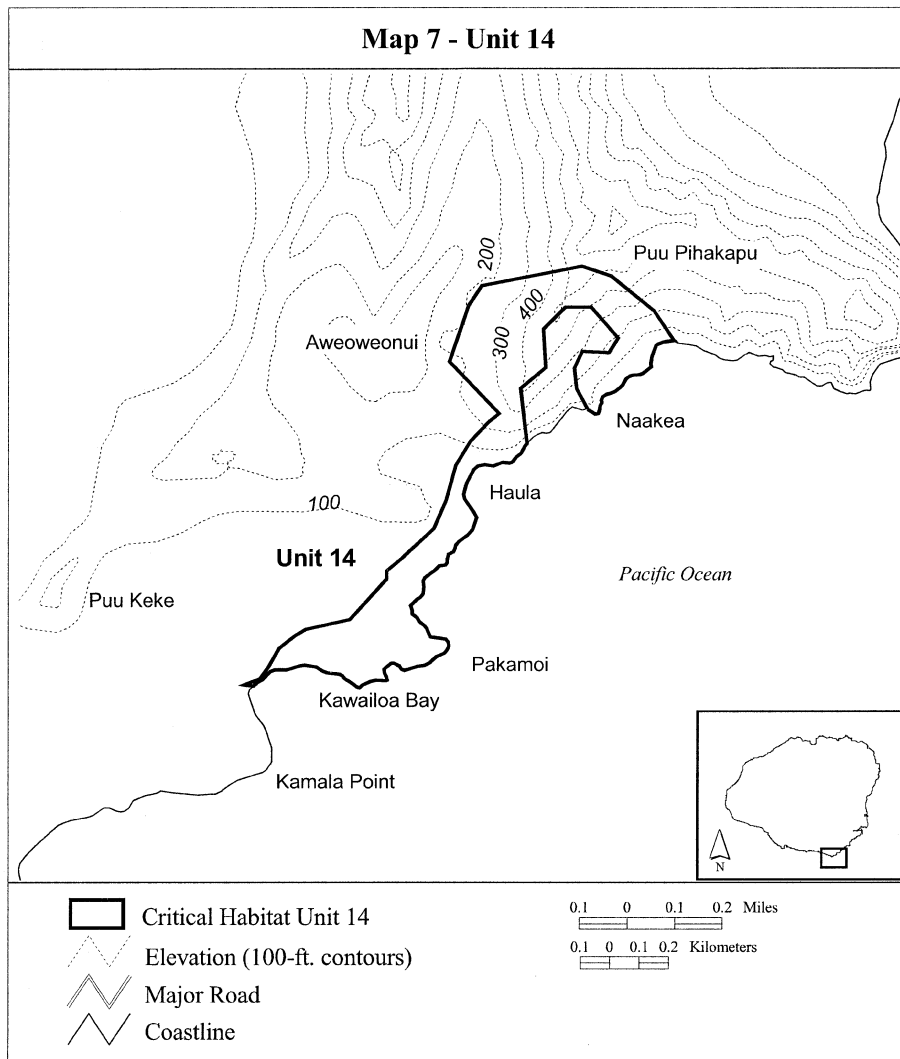 Map 7 - Unit 14
200
Puu Pihakapu
400
Aweoweonui
300
Naakea
Haula
100
Unit 14
Pacific Ocean
Puu Keke
Pakamoi
Kawailoa Bay
Kamala Point
N
Critical Habitat Unit 14
Elevation (100-ft. contours)
Major Road
Coastline
0.1 0 0.1 0.2 Miles
0.1 0 0.1 0.2 Kilometers